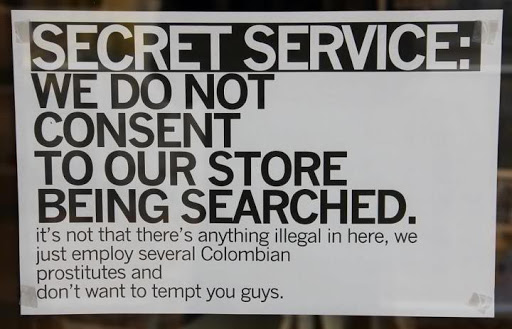 SECRET SERVICE:
WE DO NOT
CONSENT
TO OUR STORE
BEING SEARCHED.
it's not that there's anything illegal in here, we
just employ several Colombian
prostitutes and
don't want to tempt you guys.